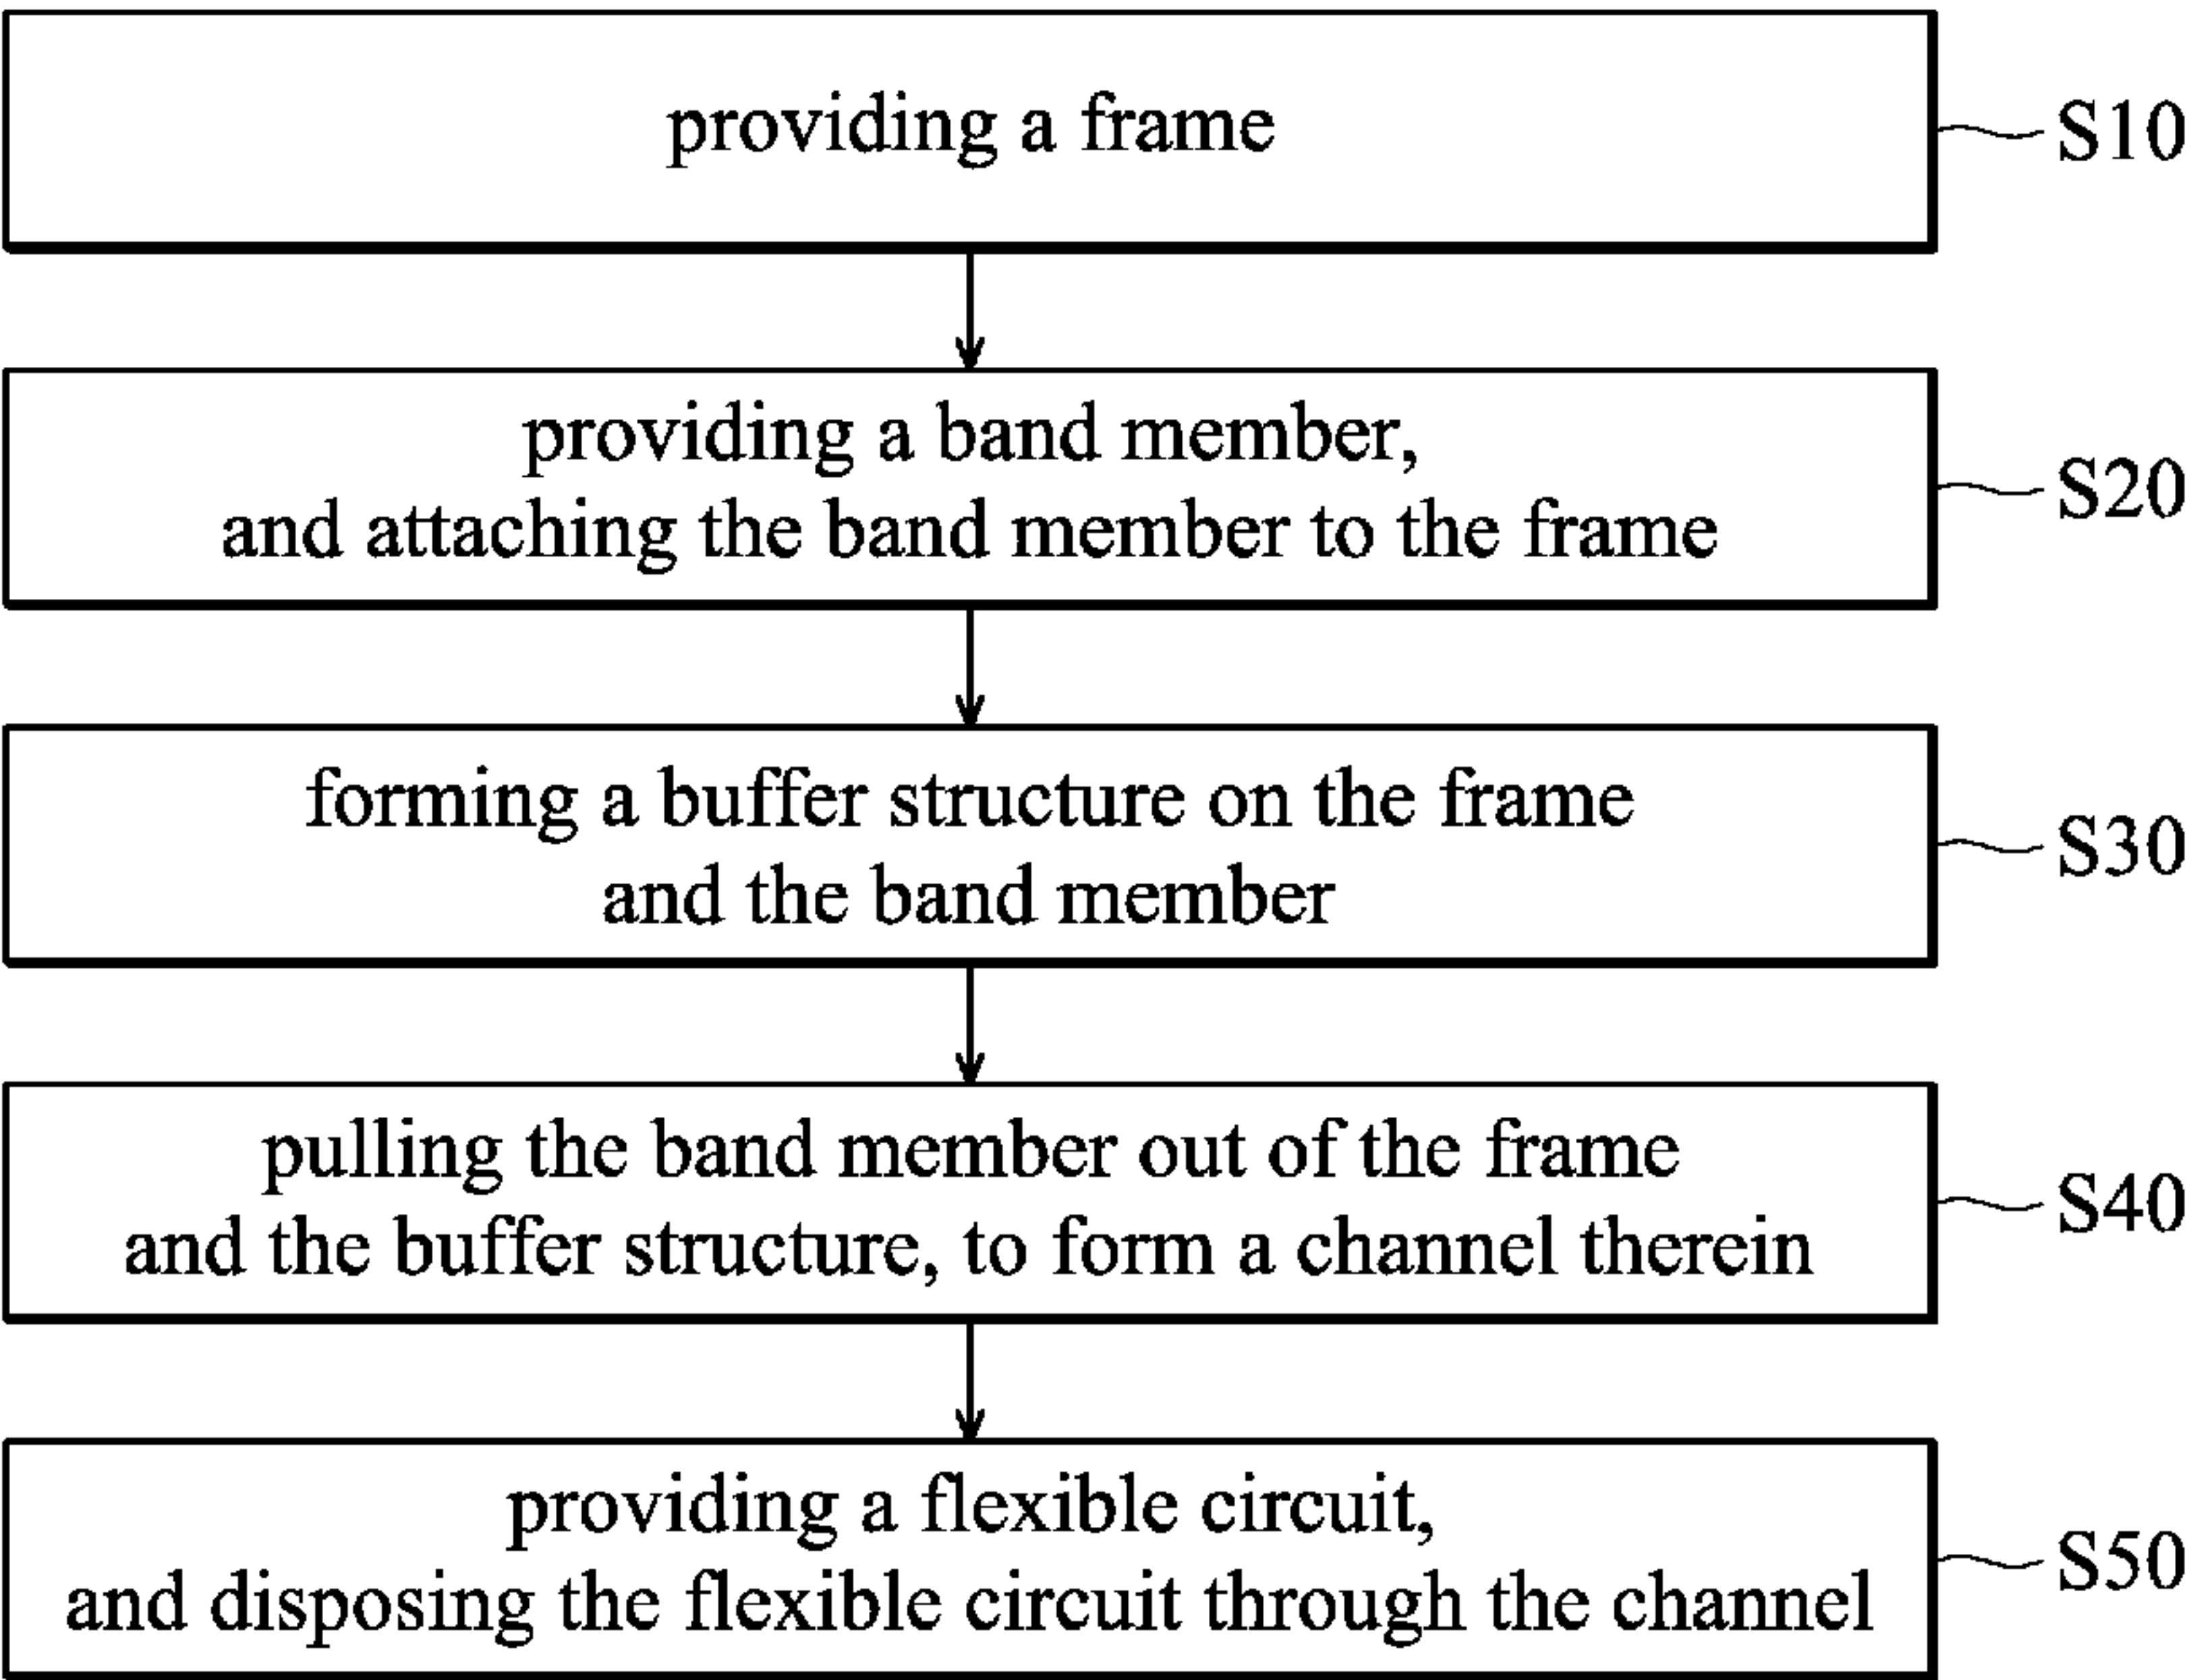 providing a frame
S10
providing a band member,
and attaching the band member to the frame
S20
forming a buffer structure on the frame
and the band member
S30
pulling the band member out of the frame
and the buffer structure, to form a channel therein
S40
providing a flexible circuit,
and disposing the flexible circuit through the channel
S50